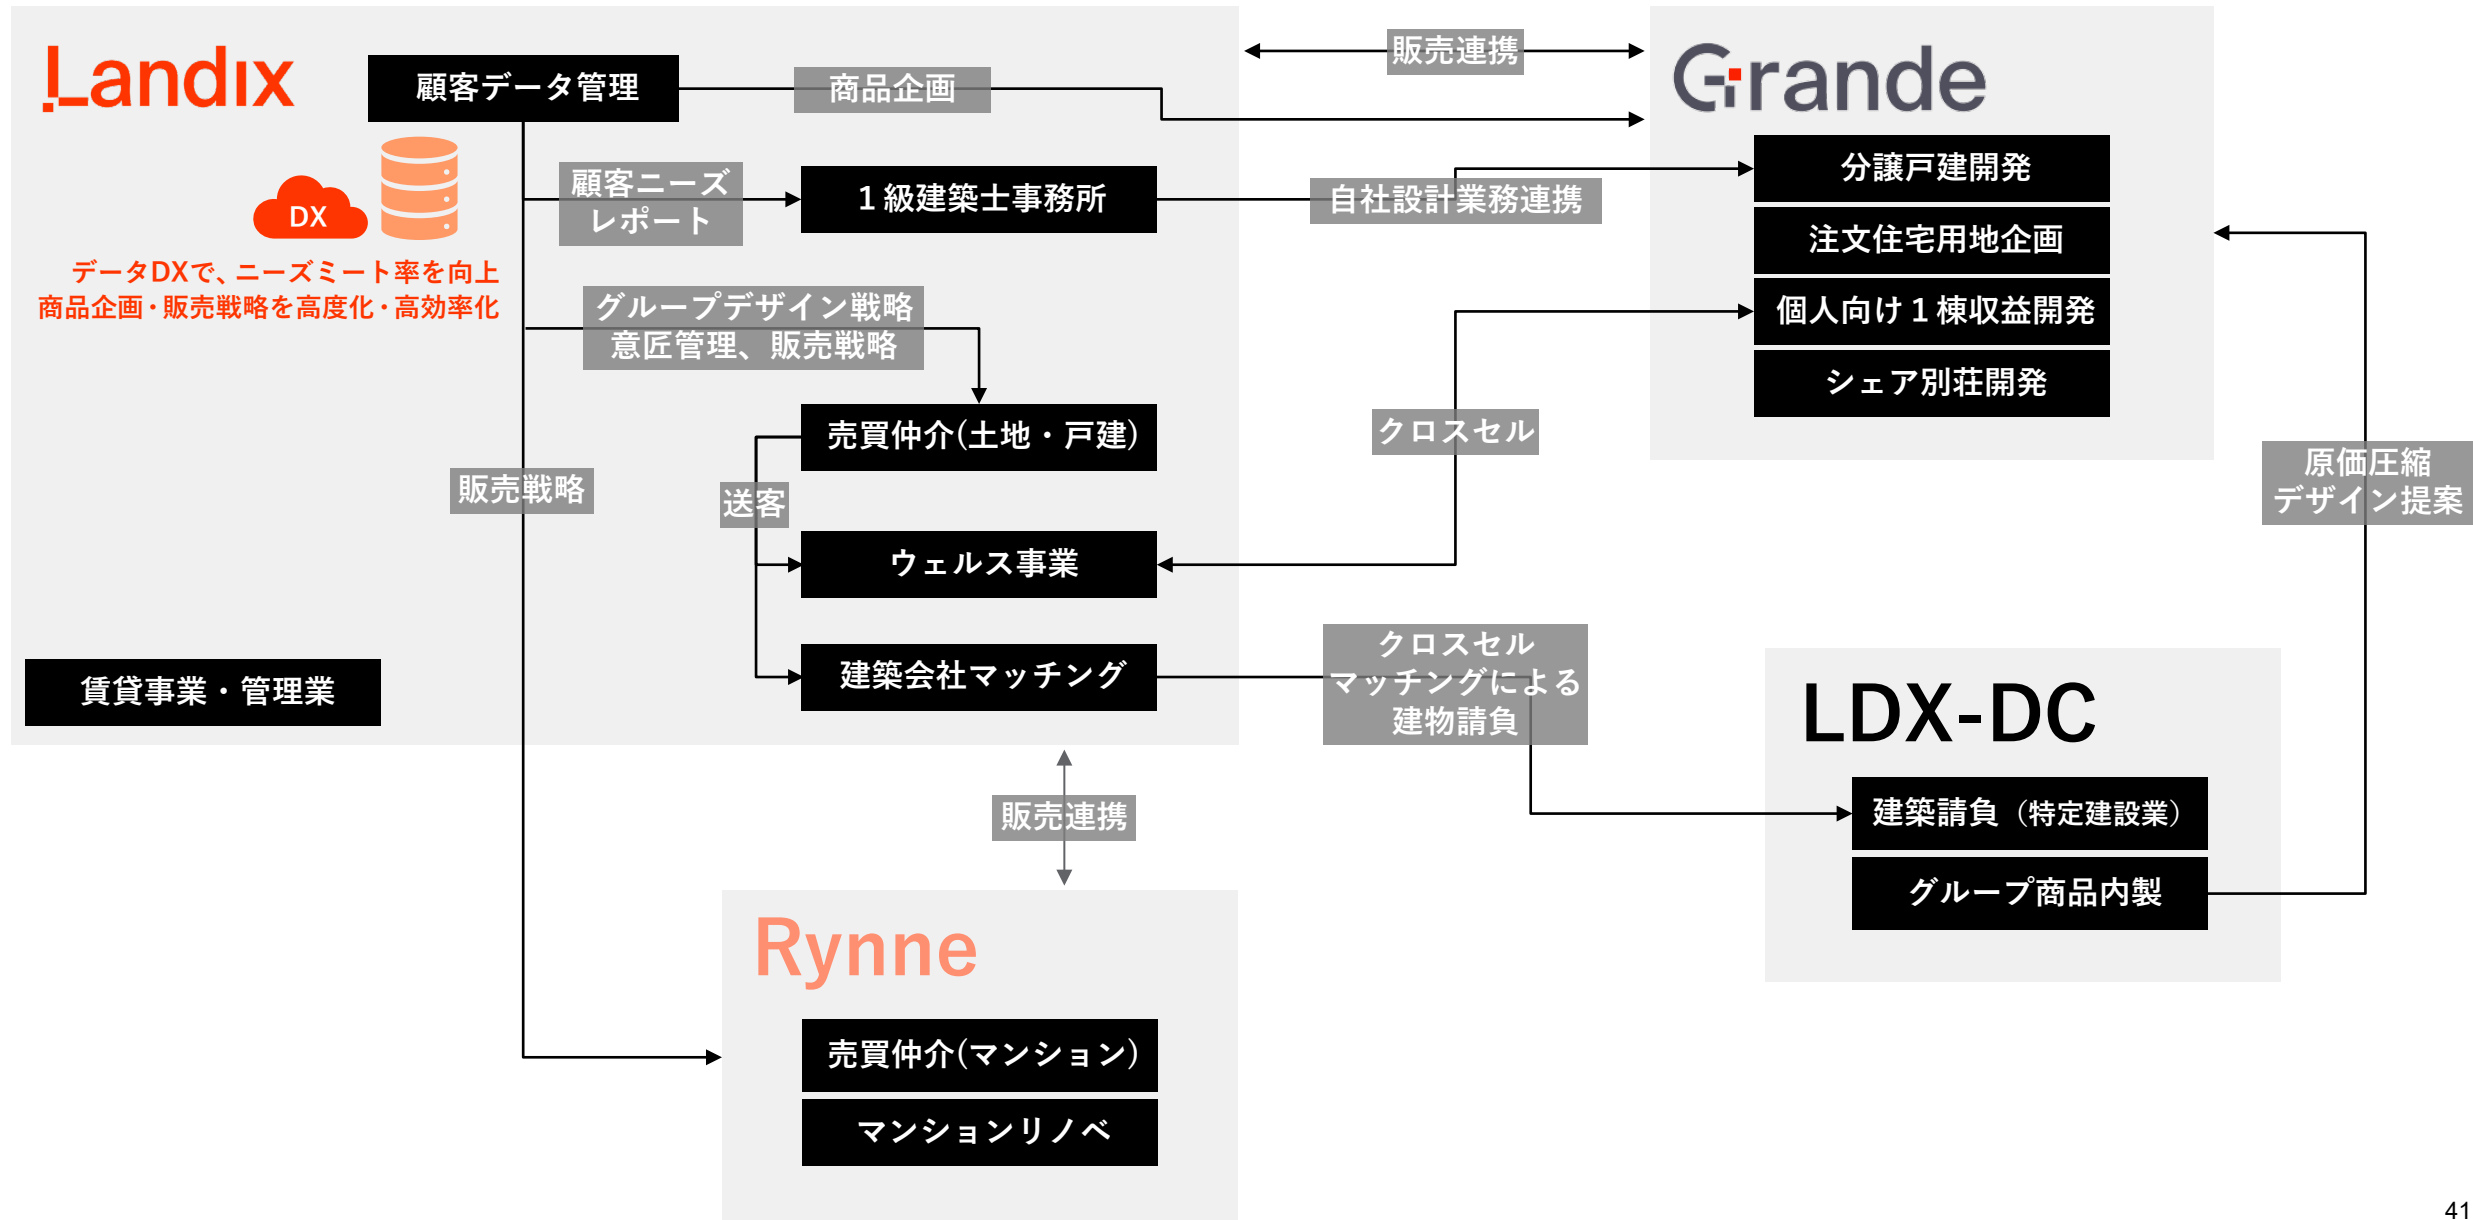 Landix
顧客データ管理
商品企画
販売連携
Grande
DX
データDXで、ニーズミート率を向上
商品企画・販売戦略を高度化・高効率化
顧客ニーズ
レポート
１級建築士事務所
自社設計業務連携
分譲戸建開発
注文住宅用地企画
個人向け１棟収益開発
シェア別荘開発
グループデザイン戦略
意匠管理、販売戦略
売買仲介(土地・戸建)
クロスセル
販売戦略
送客
原価圧縮
デザイン提案
ウェルス事業
建築会社マッチング
クロスセル
マッチングによる
建物請負
賃貸事業・管理業
LDX-DC
建築請負（特定建設業）
グループ商品内製
販売連携
Rynne
売買仲介(マンション)
マンションリノベ
41